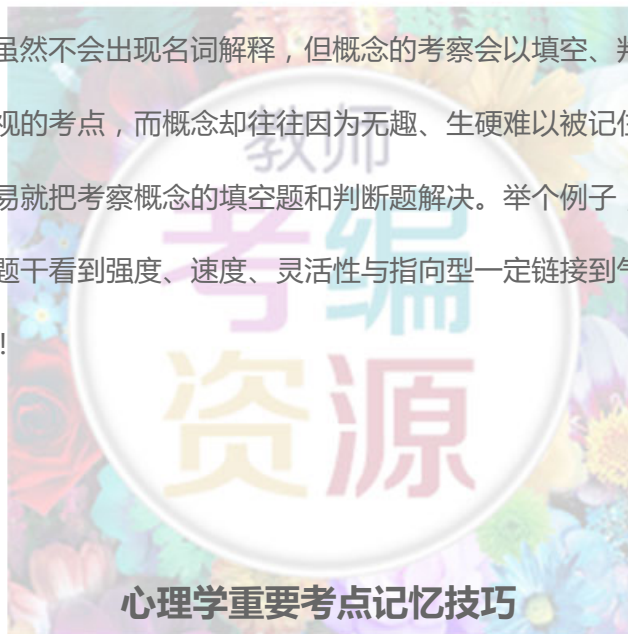 虽然不会出现名词解释，但概念的考察会以填空、判
视的考点，而概念却往往因为无趣、生硬难以被记住
易就把考察概念的填空题和判断题解决。举个例子
题干看到强度、速度、灵活性与指向型一定链接到气
!
教师
考编
资源
心理学重要考点记忆技巧